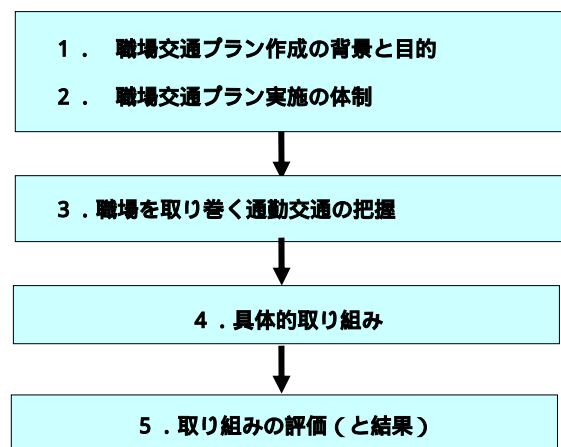 １． 職場交通プラン作成の背景と目的
２． 職場交通プラン実施の体制
３．職場を取り巻く通勤交通の把握
４．具体的取り組み
５．取り組みの評価（と結果）